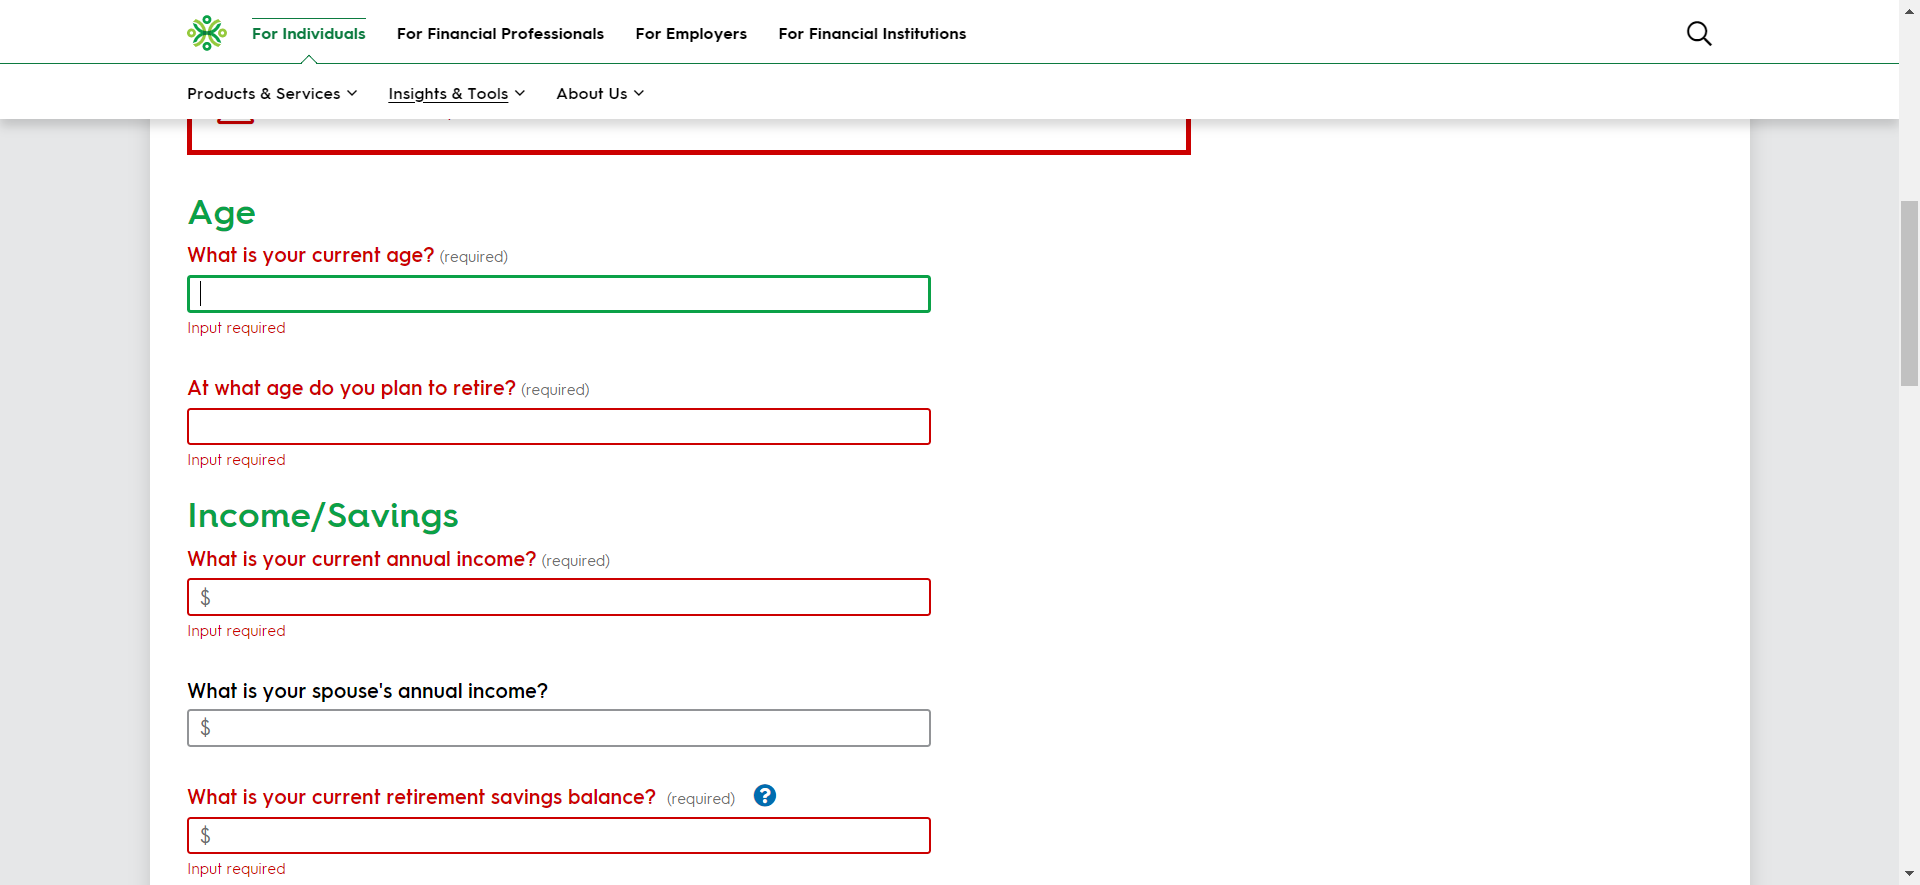 For Individuals
For Financial Professionals
For Employers
For Financial Institutions
Products & Services
Insights & Tools
About Us
Age
What is your current age? (required)
Input required
At what age do you plan to retire? (required)
Input required
Income/Savings
What is your current annual income? (required)
$
Input required
What is your spouse's annual income?
$
What is your current retirement savings balance? (required) ?
$
Input required